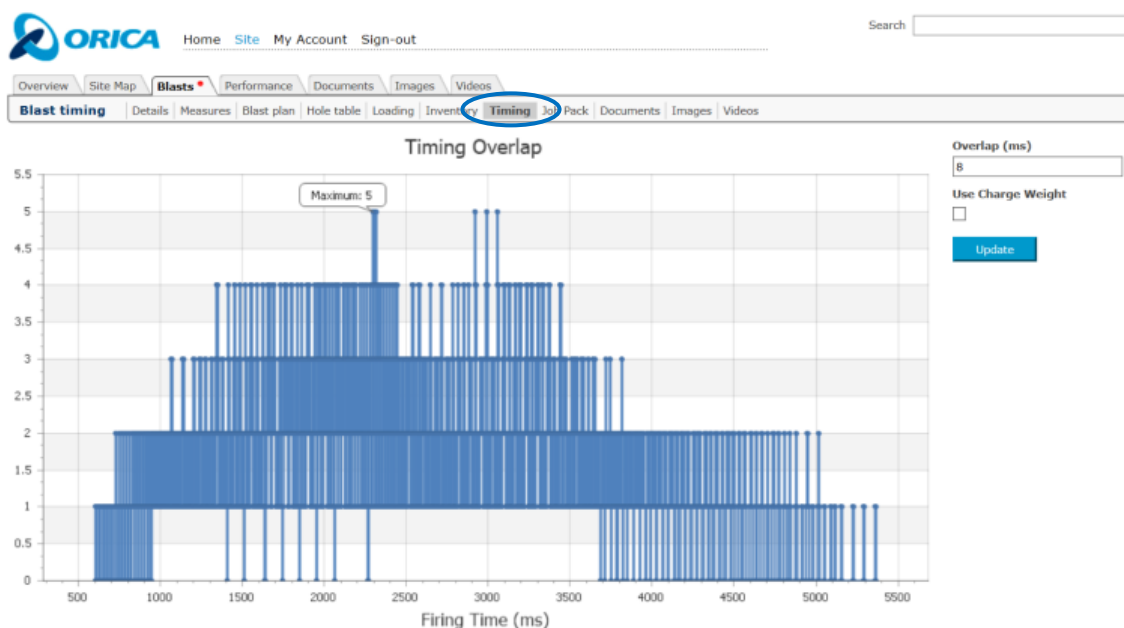 ORICA
Home Site My Account Sign-out
Search
Overview Site Map Blasts * Performance Documents Images Videos
Blast timing Details Measures Blast plan Hole table Loading Inventory Timing Job Pack Documents Images Videos
Timing Overlap
Overlap (ms)
8
Use Charge Weight
Update
Maximum: 5
5.5
5
4.5
4
3.5
3
2.5
2
1.5
1
0.5
0
500 1000 1500 2000 2500 3000 3500 4000 4500 5000 5500
Firing Time (ms)